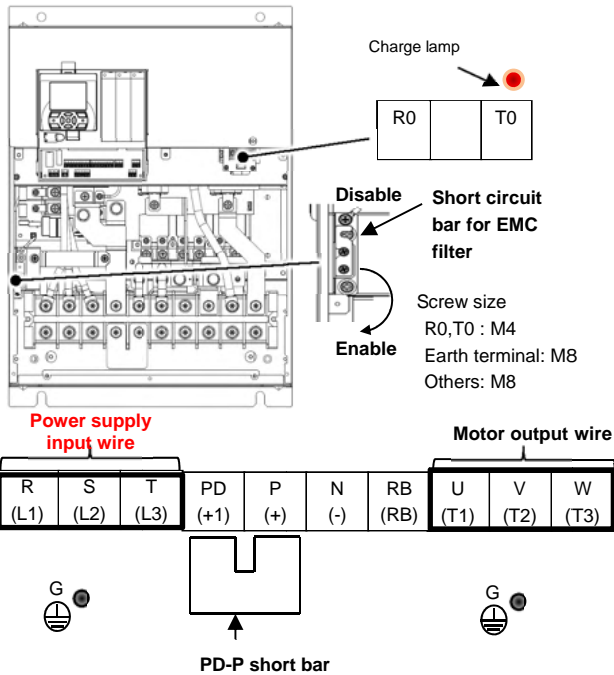 Charge lamp
R0
T0
Disable
Short circuit
bar for EMC
filter
Enable
Screw size
R0,T0 : M4
Earth terminal: M8
Others: M8
Power supply
input wire
Motor output wire
R S T PD P N RB U V W
(L1) (L2) (L3) (+1) (+) (-) (RB) (T1) (T2) (T3)
G
G
PD-P short bar